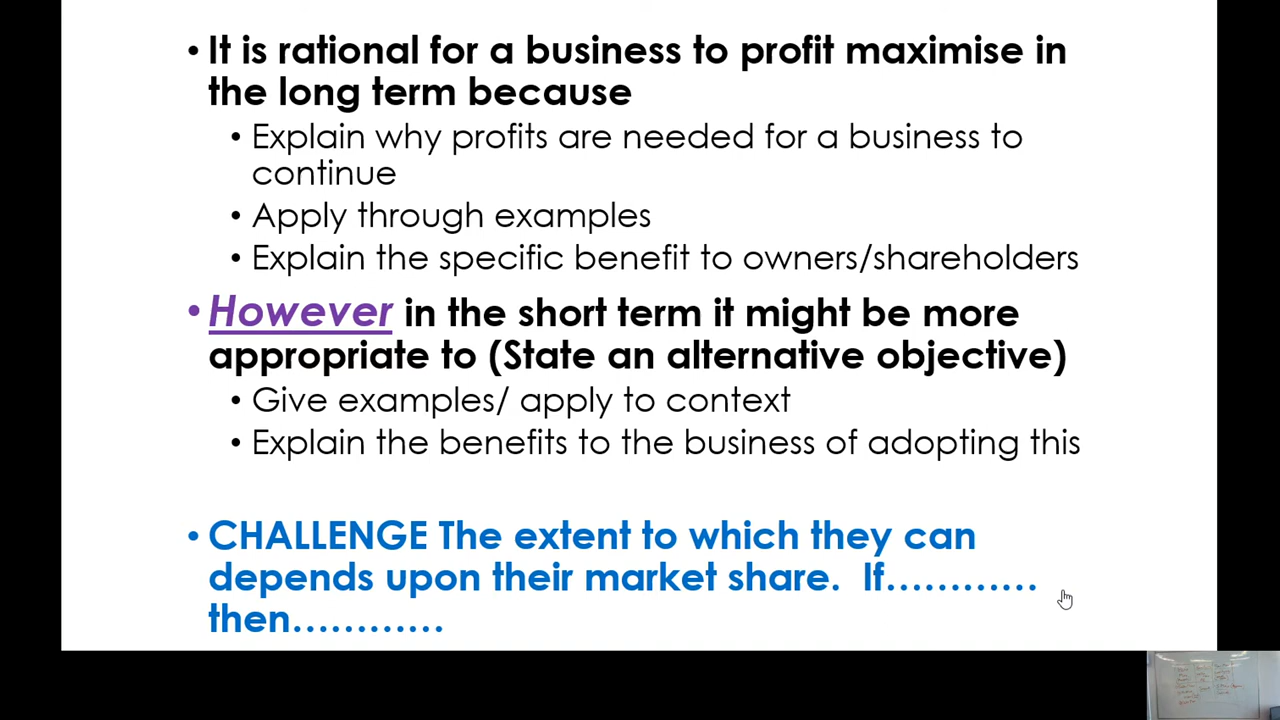 • It is rational for a business to profit maximise in
the long term because
• Explain why profits are needed for a business to
continue
• Apply through examples
• Explain the specific benefit to owners/shareholders
• However in the short term it might be more
appropriate to (State an alternative objective)
• Give examples/ apply to context
• Explain the benefits to the business of adopting this
• CHALLENGE The extent to which they can
depends upon their market share.  If............
then............